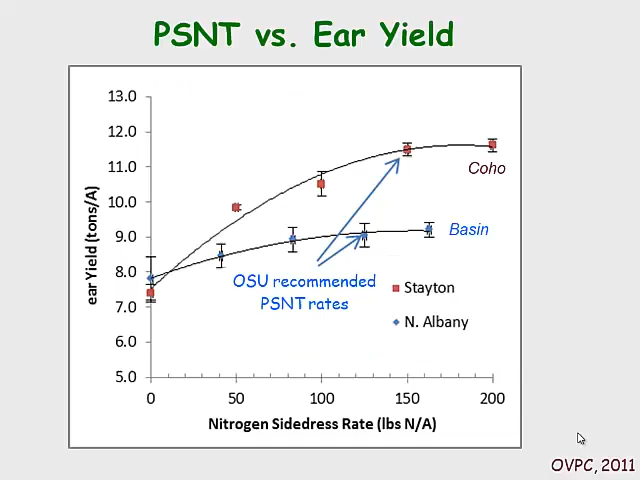 PSNT vs. Ear Yield
13.0
12.0
11.0
10.0
9.0
8.0
7.0
6.0
5.0
ear Yield (tons/A)
Coho
Basin
OSU recommended
PSNT rates
Stayton
N. Albany
0 50 100 150 200
Nitrogen Sidedress Rate (lbs N/A)
OVPC, 2011